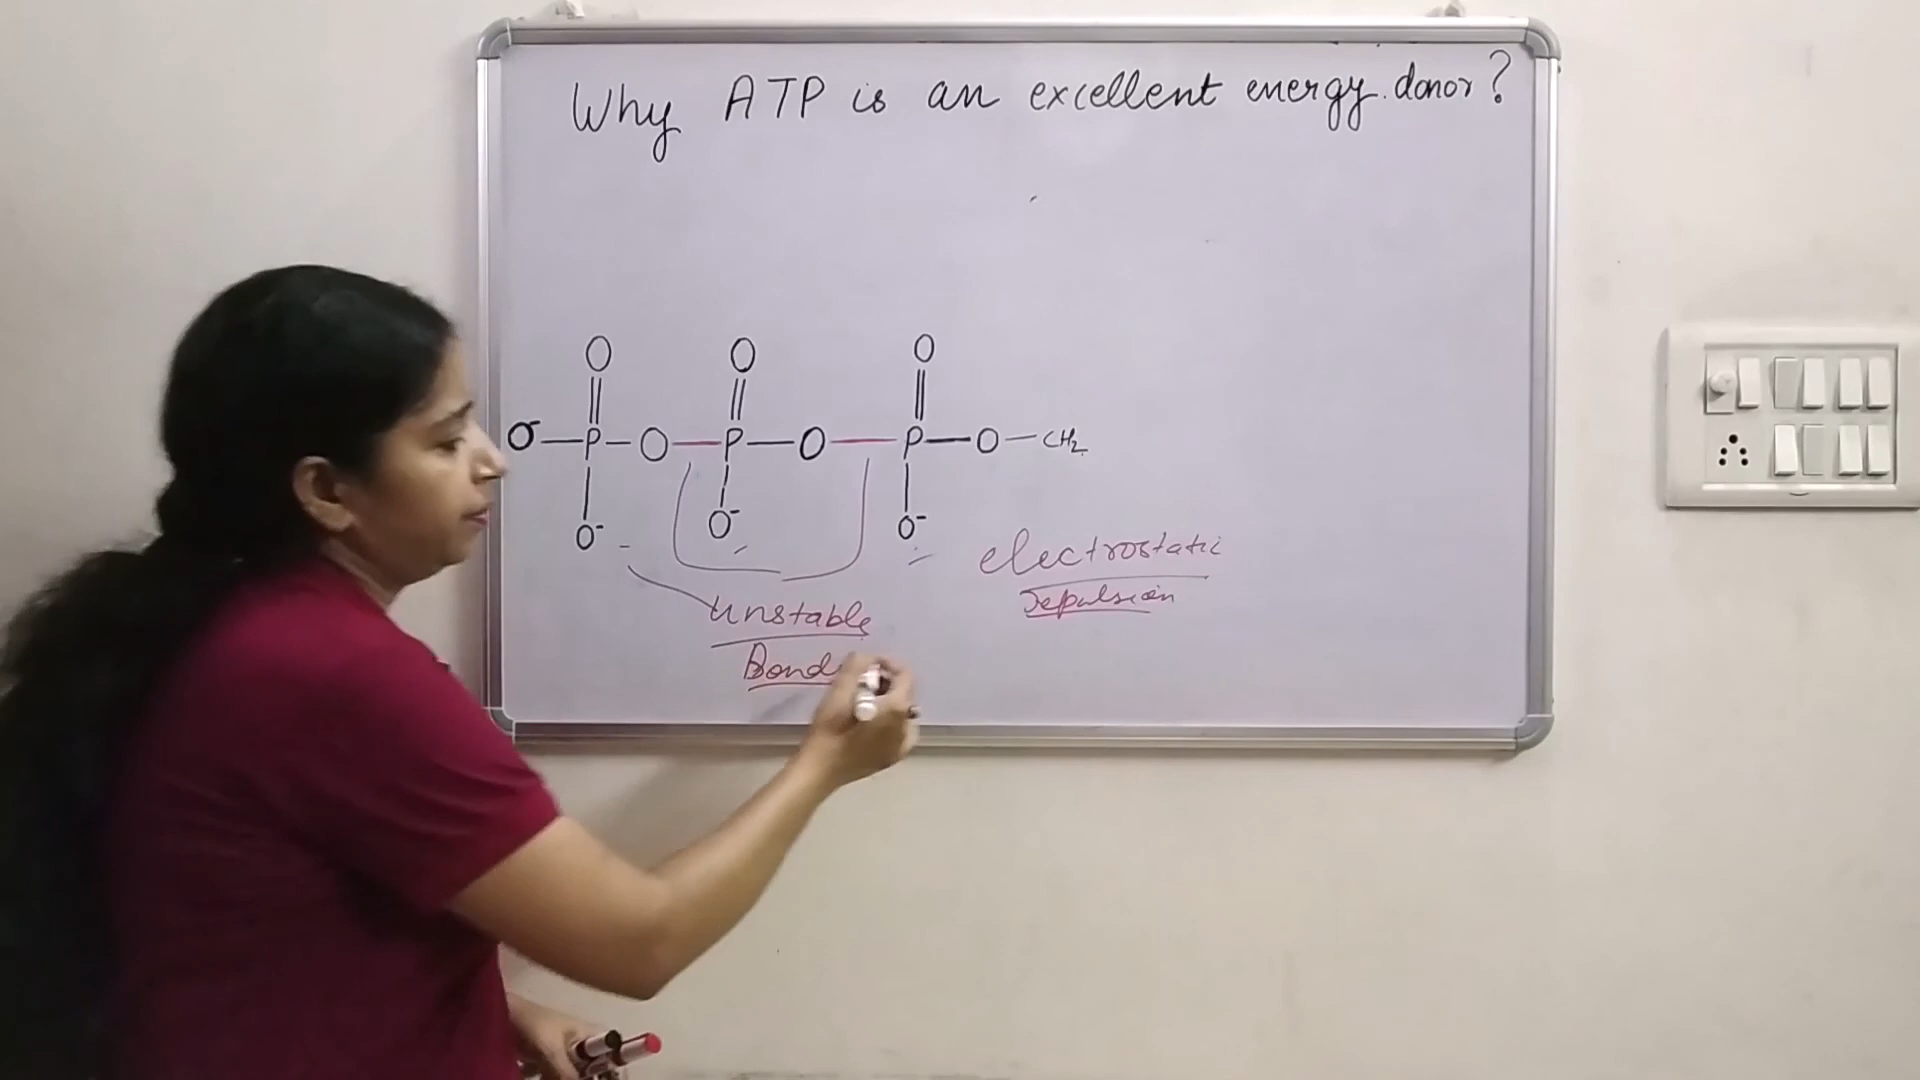 Why ATP is an excellent energy donor?
O O O
O⁻—P—O—P—O—P—O—CH₂
O⁻ O⁻ O⁻
electrostatic
repulsion
Unstable
Bond